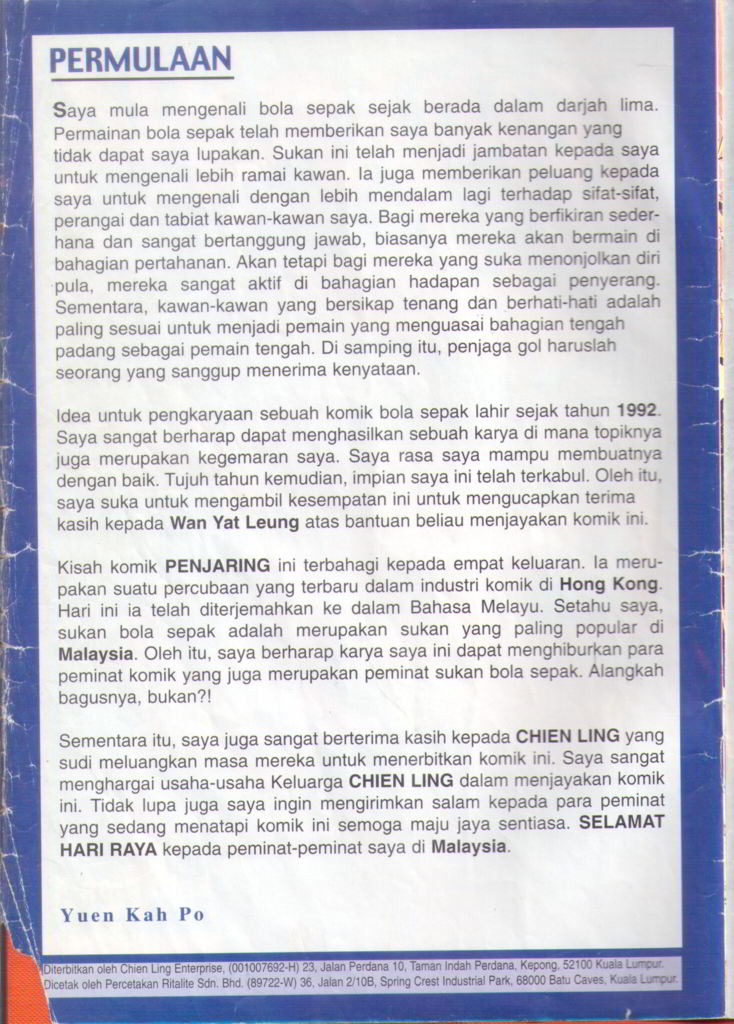 PERMULAAN
Saya mula mengenali bola sepak sejak berada dalam darjah lima.
Permainan bola sepak telah memberikan saya banyak kenangan yang
tidak dapat saya lupakan. Sukan ini telah menjadi jambatan kepada saya
untuk mengenali lebih ramai kawan. Ia juga memberikan peluang kepada
saya untuk mengenali dengan lebih mendalam lagi terhadap sifat-sifat,
perangai dan tabiat kawan-kawan saya. Bagi mereka yang berfikiran seder-
hana dan sangat bertanggung jawab, biasanya mereka akan bermain di
bahagian pertahanan. Akan tetapi bagi mereka yang suka menonjolkan diri
pula, mereka sangat aktif di bahagian hadapan sebagai penyerang.
Sementara, kawan-kawan yang bersikap tenang dan berhati-hati adalah
paling sesuai untuk menjadi pemain yang menguasai bahagian tengah
padang sebagai pemain tengah. Di samping itu, penjaga gol haruslah
seorang yang sanggup menerima kenyataan.
Idea untuk pengkaryaan sebuah komik bola sepak lahir sejak tahun 1992.
Saya sangat berharap dapat menghasilkan sebuah karya di mana topiknya
juga merupakan kegemaran saya. Saya rasa saya mampu membuatnya
dengan baik. Tujuh tahun kemudian, impian saya ini telah terkabul. Oleh itu,
saya suka untuk mengambil kesempatan ini untuk mengucapkan terima
kasih kepada Wan Yat Leung atas bantuan beliau menjayakan komik ini.
Kisah komik PENJARING ini terbahagi kepada empat keluaran. Ia meru-
pakan suatu percubaan yang terbaru dalam industri komik di Hong Kong.
Hari ini ia telah diterjemahkan ke dalam Bahasa Melayu. Setahu saya,
sukan bola sepak adalah merupakan sukan yang paling popular di
Malaysia. Oleh itu, saya berharap karya saya ini dapat menghiburkan para
peminat komik yang juga merupakan peminat sukan bola sepak. Alangkah
bagusnya, bukan?!
Sementara itu, saya juga sangat berterima kasih kepada CHIEN LING yang
sudi meluangkan masa mereka untuk menerbitkan komik ini. Saya sangat
menghargai usaha-usaha Keluarga CHIEN LING dalam menjayakan komik
ini. Tidak lupa juga saya ingin mengirimkan salam kepada para peminat
yang sedang menatapi komik ini semoga maju jaya sentiasa. SELAMAT
HARI RAYA kepada peminat-peminat saya di Malaysia.
Yuen Kah Po
Diterbitkan oleh Chien Ling Enterprise, (001007692-H) 23, Jalan Perdana 10, Taman Indah Perdana, Kepong, 52100 Kuala Lumpur.
Dicetak oleh Percetakan Ritalite Sdn. Bhd. (89722-W) 36, Jalan 2/10B, Spring Crest Industrial Park, 68000 Batu Caves, Kuala Lumpur.